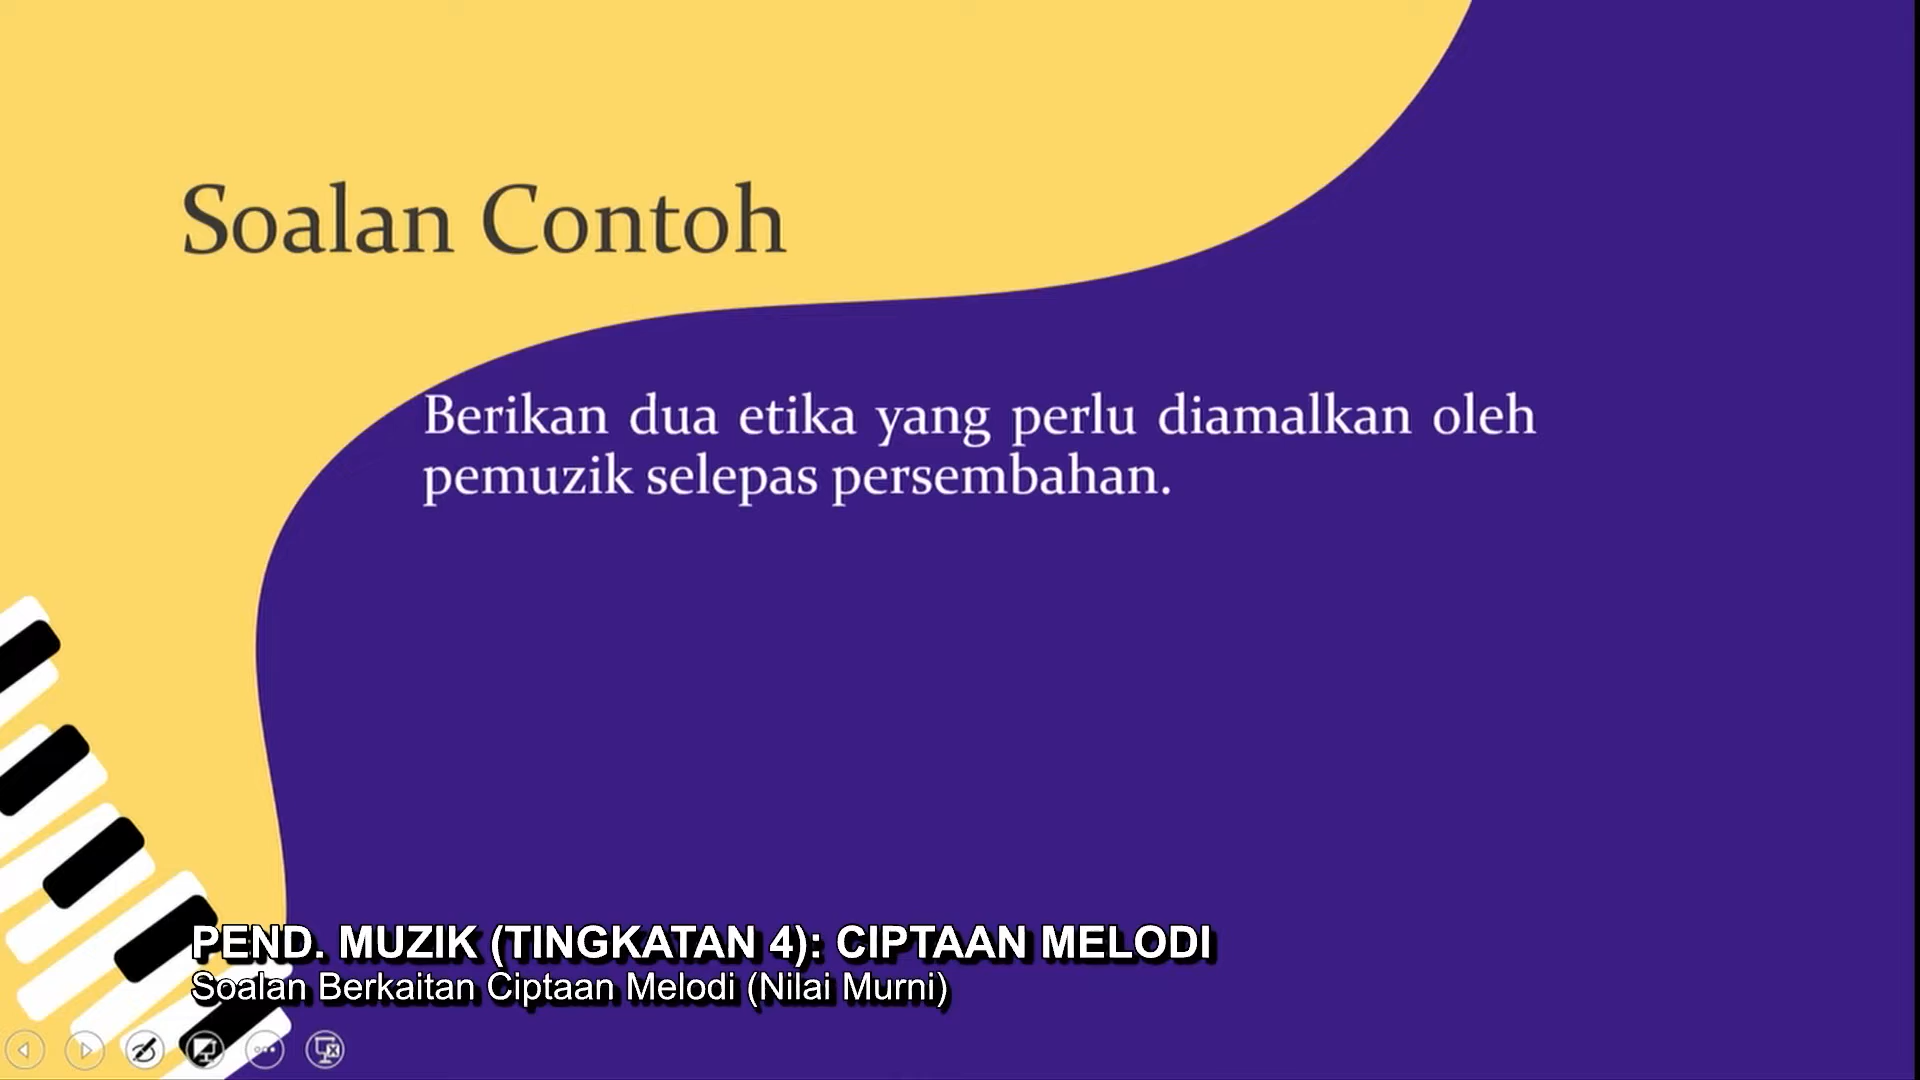 Soalan Contoh
Berikan dua etika yang perlu diamalkan oleh
pemuzik selepas persembahan.
PEND. MUZIK (TINGKATAN 4): CIPTAAN MELODI
Soalan Berkaitan Ciptaan Melodi (Nilai Murni)